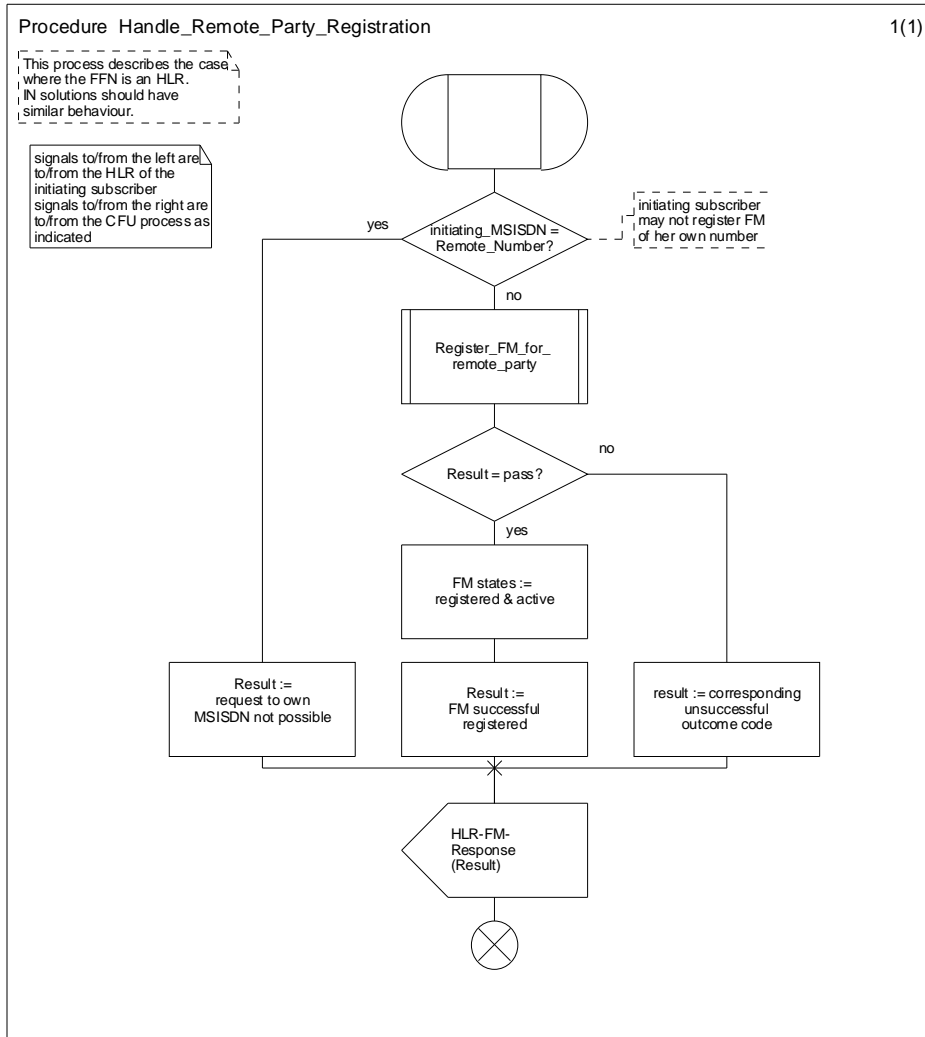 Procedure Handle_Remote_Party_Registration
1(1)
This process describes the case
where the FFN is an HLR.
IN solutions should have
similar behaviour.
signals to/from the left are
to/from the HLR of the
initiating subscriber
signals to/from the right are
to/from the CFU process as
indicated
yes
initiating_MSISDN =
Remote_Number?
initiating subscriber
may not register FM
of her own number
no
Register_FM_for_
remote_party
no
Result = pass?
yes
FM states :=
registered & active
Result :=
request to own
MSISDN not possible
Result :=
FM successful
registered
result := corresponding
unsuccessful
outcome code
HLR-FM-
Response
(Result)